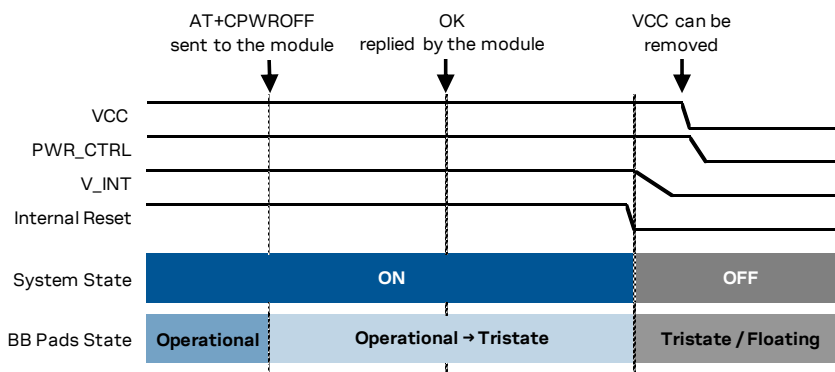 AT+CPWROFF
sent to the module
OK
replied by the module
VCC can be
removed
VCC
PWR_CTRL
V_INT
Internal Reset
System State
ON
OFF
BB Pads State
Operational
Operational → Tristate
Tristate / Floating